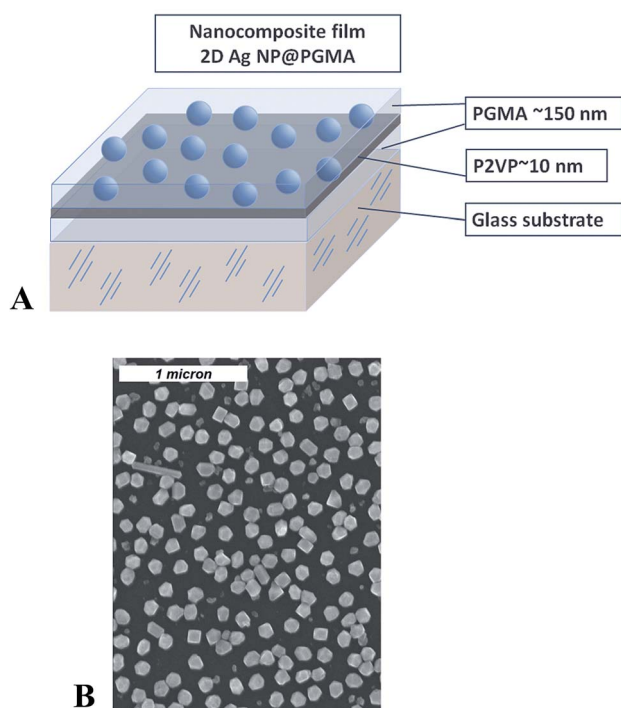 Nanocomposite film
2D Ag NP@PGMA
PGMA ~150 nm
P2VP~10 nm
Glass substrate
A
1 micron
B